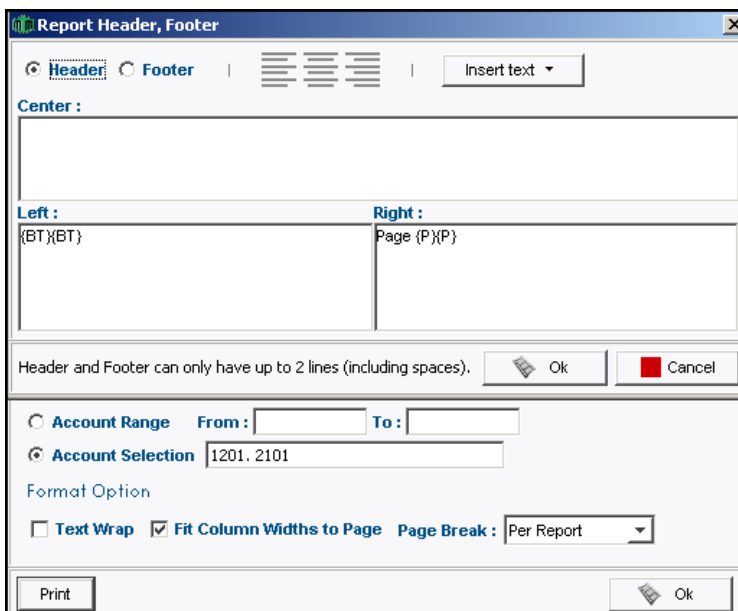 Report Header, Footer
Header Footer | | Insert text
Center :
Left : Right :
{BT}{BT} Page {P}{P}
Header and Footer can only have up to 2 lines (including spaces). Ok Cancel
Account Range From : To :
Account Selection 1201. 2101
Format Option
Text Wrap Fit Column Widths to Page Page Break : Per Report
Print Ok